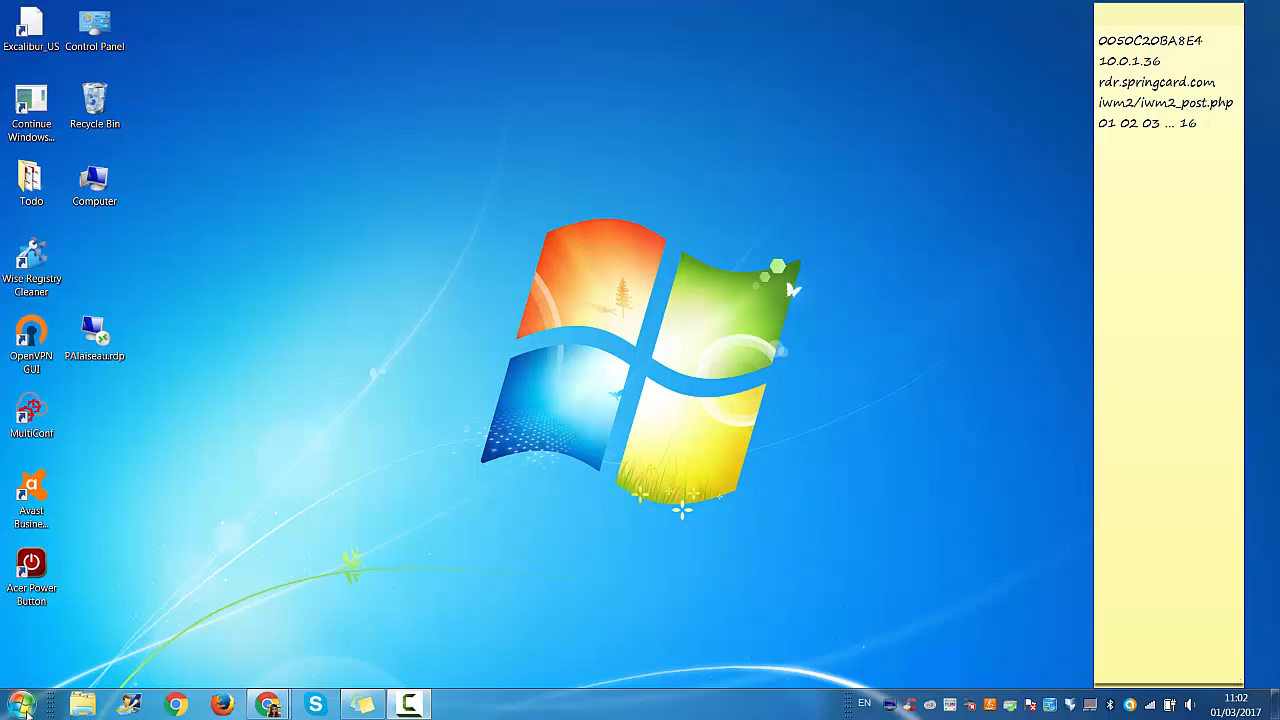 Excalibur_US
Control Panel
Continue
Windows...
Recycle Bin
Todo
Computer
Wise Registry
Cleaner
OpenVPN
GUI
PAlaiseau.rdp
MultiConf
Avast
Busine...
Acer Power
Button
0050C20BA8E4
10.0.1.36
rdr.springcard.com
iwm2/iwm2_post.php
01 02 03 ... 16
EN
11:02
01/03/2017